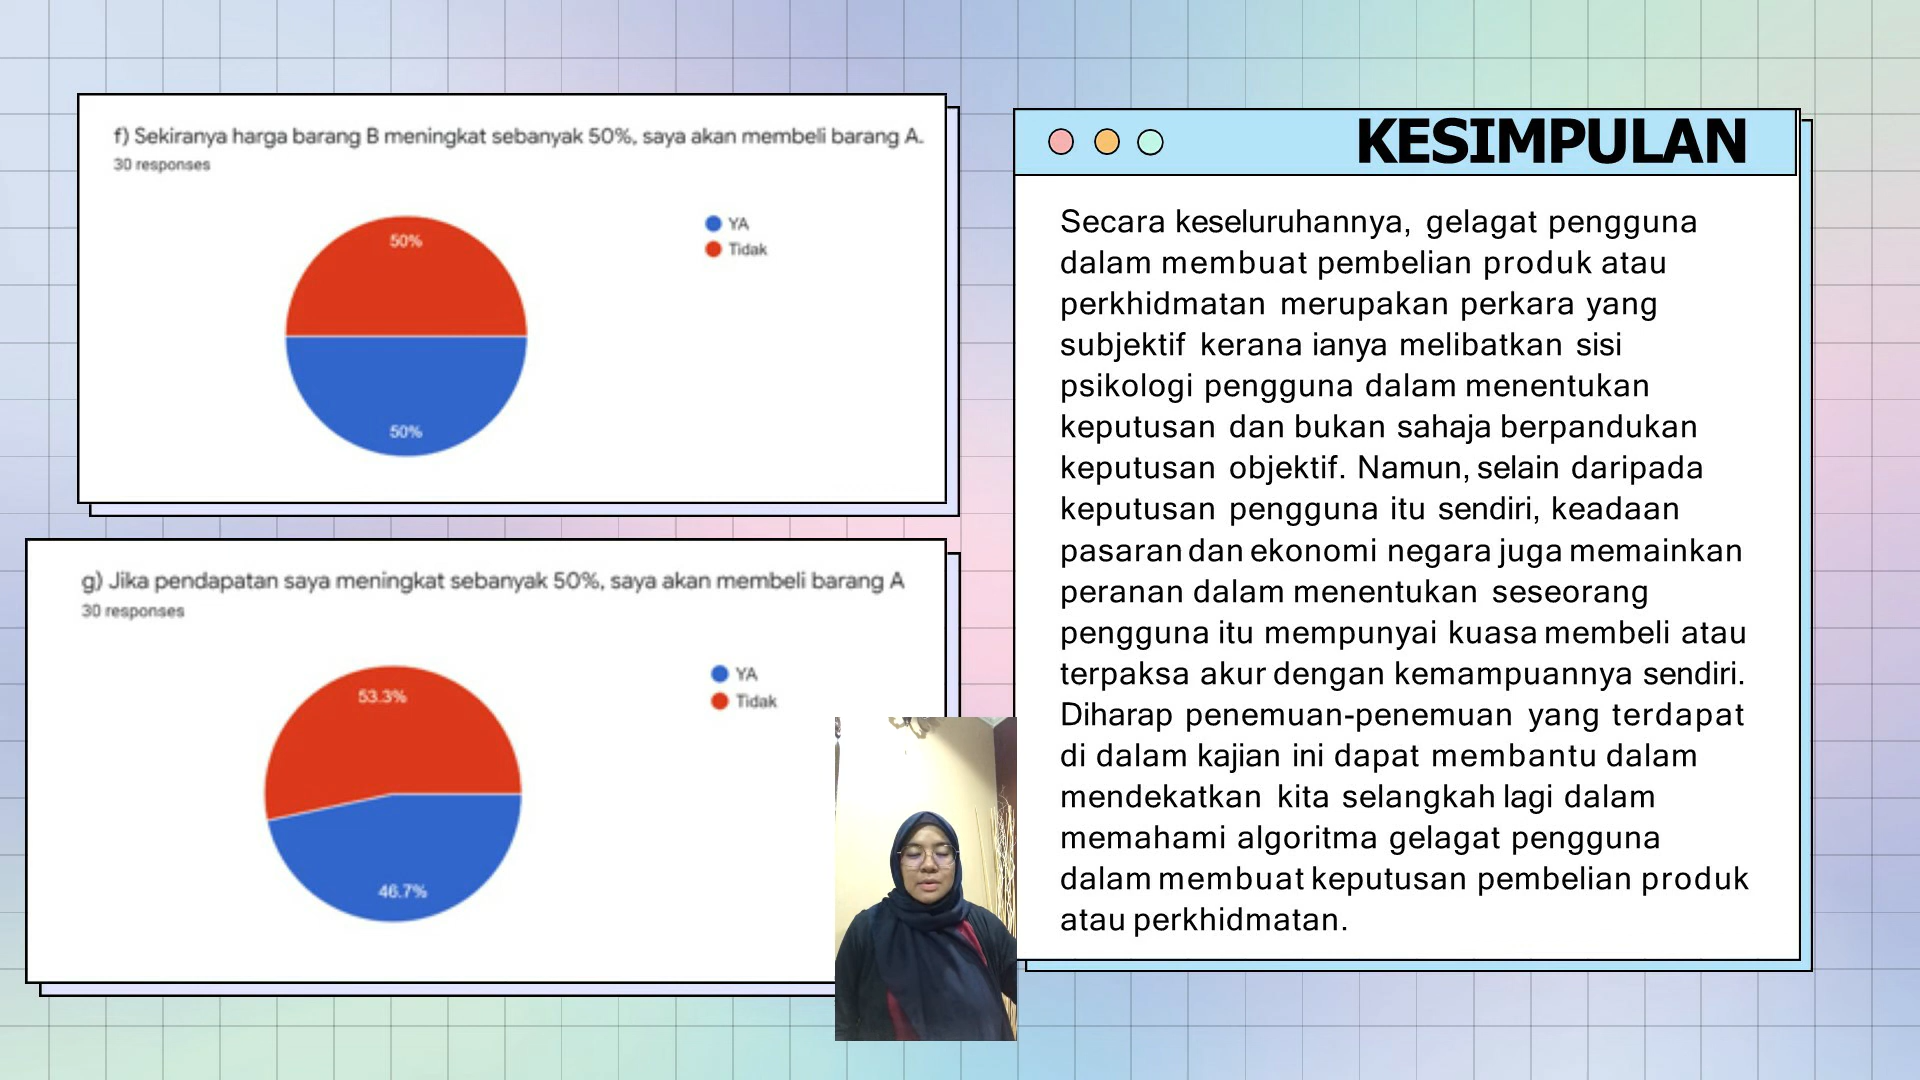 f) Sekiranya harga barang B meningkat sebanyak 50%, saya akan membeli barang A.
30 responses
50%
50%
YA
Tidak
g) Jika pendapatan saya meningkat sebanyak 50%, saya akan membeli barang A
30 responses
53.3%
46.7%
YA
Tidak
KESIMPULAN
Secara keseluruhannya, gelagat pengguna
dalam membuat pembelian produk atau
perkhidmatan merupakan perkara yang
subjektif kerana ianya melibatkan sisi
psikologi pengguna dalam menentukan
keputusan dan bukan sahaja berpandukan
keputusan objektif. Namun, selain daripada
keputusan pengguna itu sendiri, keadaan
pasaran dan ekonomi negara juga memainkan
peranan dalam menentukan seseorang
pengguna itu mempunyai kuasa membeli atau
terpaksa akur dengan kemampuannya sendiri.
Diharap penemuan-penemuan yang terdapat
di dalam kajian ini dapat membantu dalam
mendekatkan kita selangkah lagi dalam
memahami algoritma gelagat pengguna
dalam membuat keputusan pembelian produk
atau perkhidmatan.